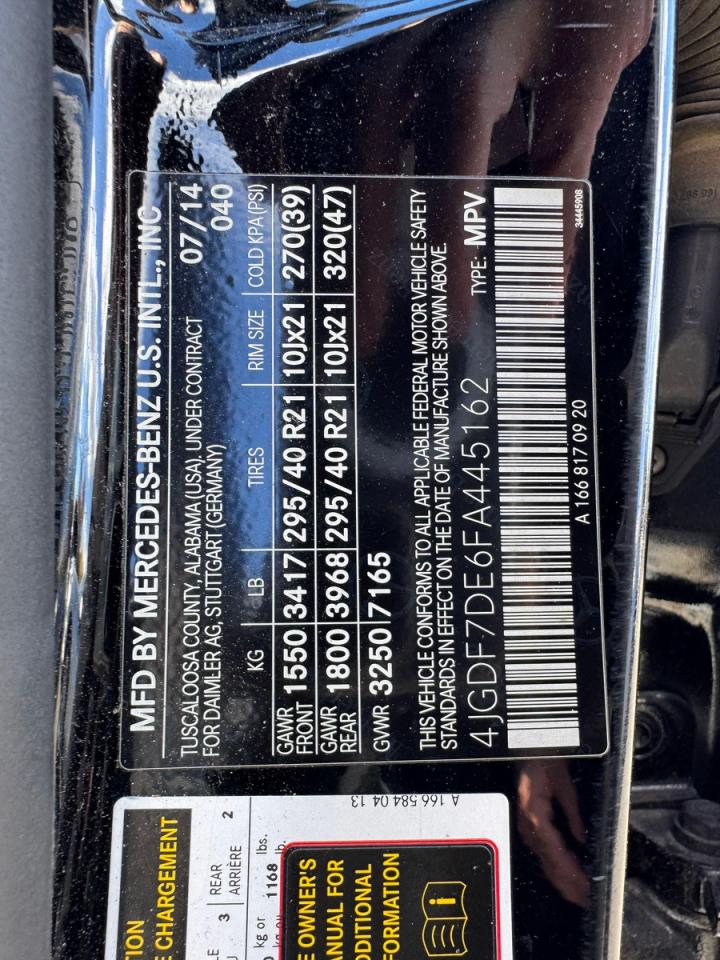 MFD BY MERCEDES-BENZ U.S. INTL., INC
TUSCALOOSA COUNTY, ALABAMA (USA), UNDER CONTRACT 07/14
FOR DAIMLER AG, STUTTGART (GERMANY) 040
KG LB TIRES RIM SIZE COLD KPA (PSI)
GAWR FRONT 1550 3417 295/40 R21 10Jx21 270(39)
GAWR REAR 1800 3968 295/40 R21 10Jx21 320(47)
GVWR 3250 7165
THIS VEHICLE CONFORMS TO ALL APPLICABLE FEDERAL MOTOR VEHICLE SAFETY
STANDARDS IN EFFECT ON THE DATE OF MANUFACTURE SHOWN ABOVE.
4JGDF7DE6FA445162 TYPE: MPV
A 166 817 09 20 34445908
A 166 584 04 13
E CHARGEMENT
3 REAR 2
ARRIÈRE
kg or lbs.
1168 lb.
E OWNER'S
ANUAL FOR
DDITIONAL
FORMATION